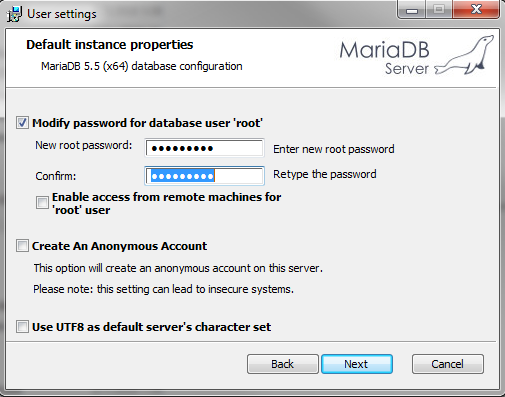 User settings
Default instance properties
MariaDB 5.5 (x64) database configuration
MariaDB
Server
Modify password for database user 'root'
New root password: ●●●●●●●●● Enter new root password
Confirm: ●●●●●●●●● Retype the password
Enable access from remote machines for
'root' user
Create An Anonymous Account
This option will create an anonymous account on this server.
Please note: this setting can lead to insecure systems.
Use UTF8 as default server's character set
Back Next Cancel